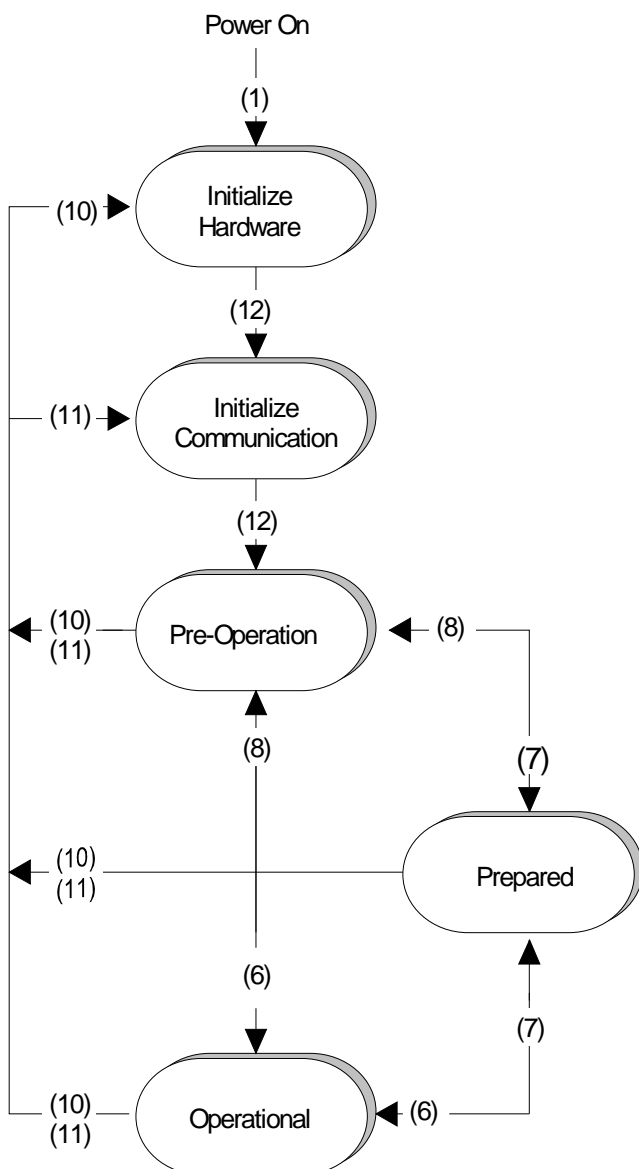 Power On
(1)
Initialize
Hardware
(10)
(12)
Initialize
Communication
(11)
(12)
Pre-Operation
(10)
(11)
(8)
(8)
(7)
Prepared
(10)
(11)
(6)
(7)
Operational
(10)
(11)
(6)